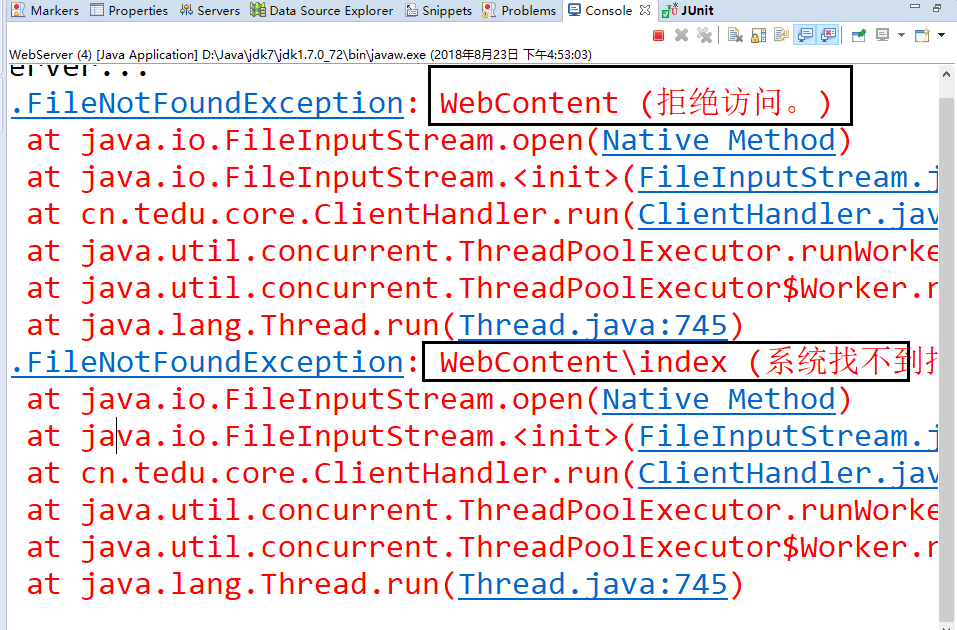 Markers Properties Servers Data Source Explorer Snippets Problems Console JUnit
WebServer (4) [Java Application] D:\Java\jdk7\jdk1.7.0_72\bin\javaw.exe (2018年8月23日 下午4:53:03)
erver...
.FileNotFoundException: WebContent (拒绝访问。)
at java.io.FileInputStream.open(Native Method)
at java.io.FileInputStream.<init>(FileInputStream.j
at cn.tedu.core.ClientHandler.run(ClientHandler.jav
at java.util.concurrent.ThreadPoolExecutor.runWorke
at java.util.concurrent.ThreadPoolExecutor$Worker.r
at java.lang.Thread.run(Thread.java:745)
.FileNotFoundException: WebContent\index (系统找不到
at java.io.FileInputStream.open(Native Method)
at java.io.FileInputStream.<init>(FileInputStream.j
at cn.tedu.core.ClientHandler.run(ClientHandler.jav
at java.util.concurrent.ThreadPoolExecutor.runWorke
at java.util.concurrent.ThreadPoolExecutor$Worker.r
at java.lang.Thread.run(Thread.java:745)